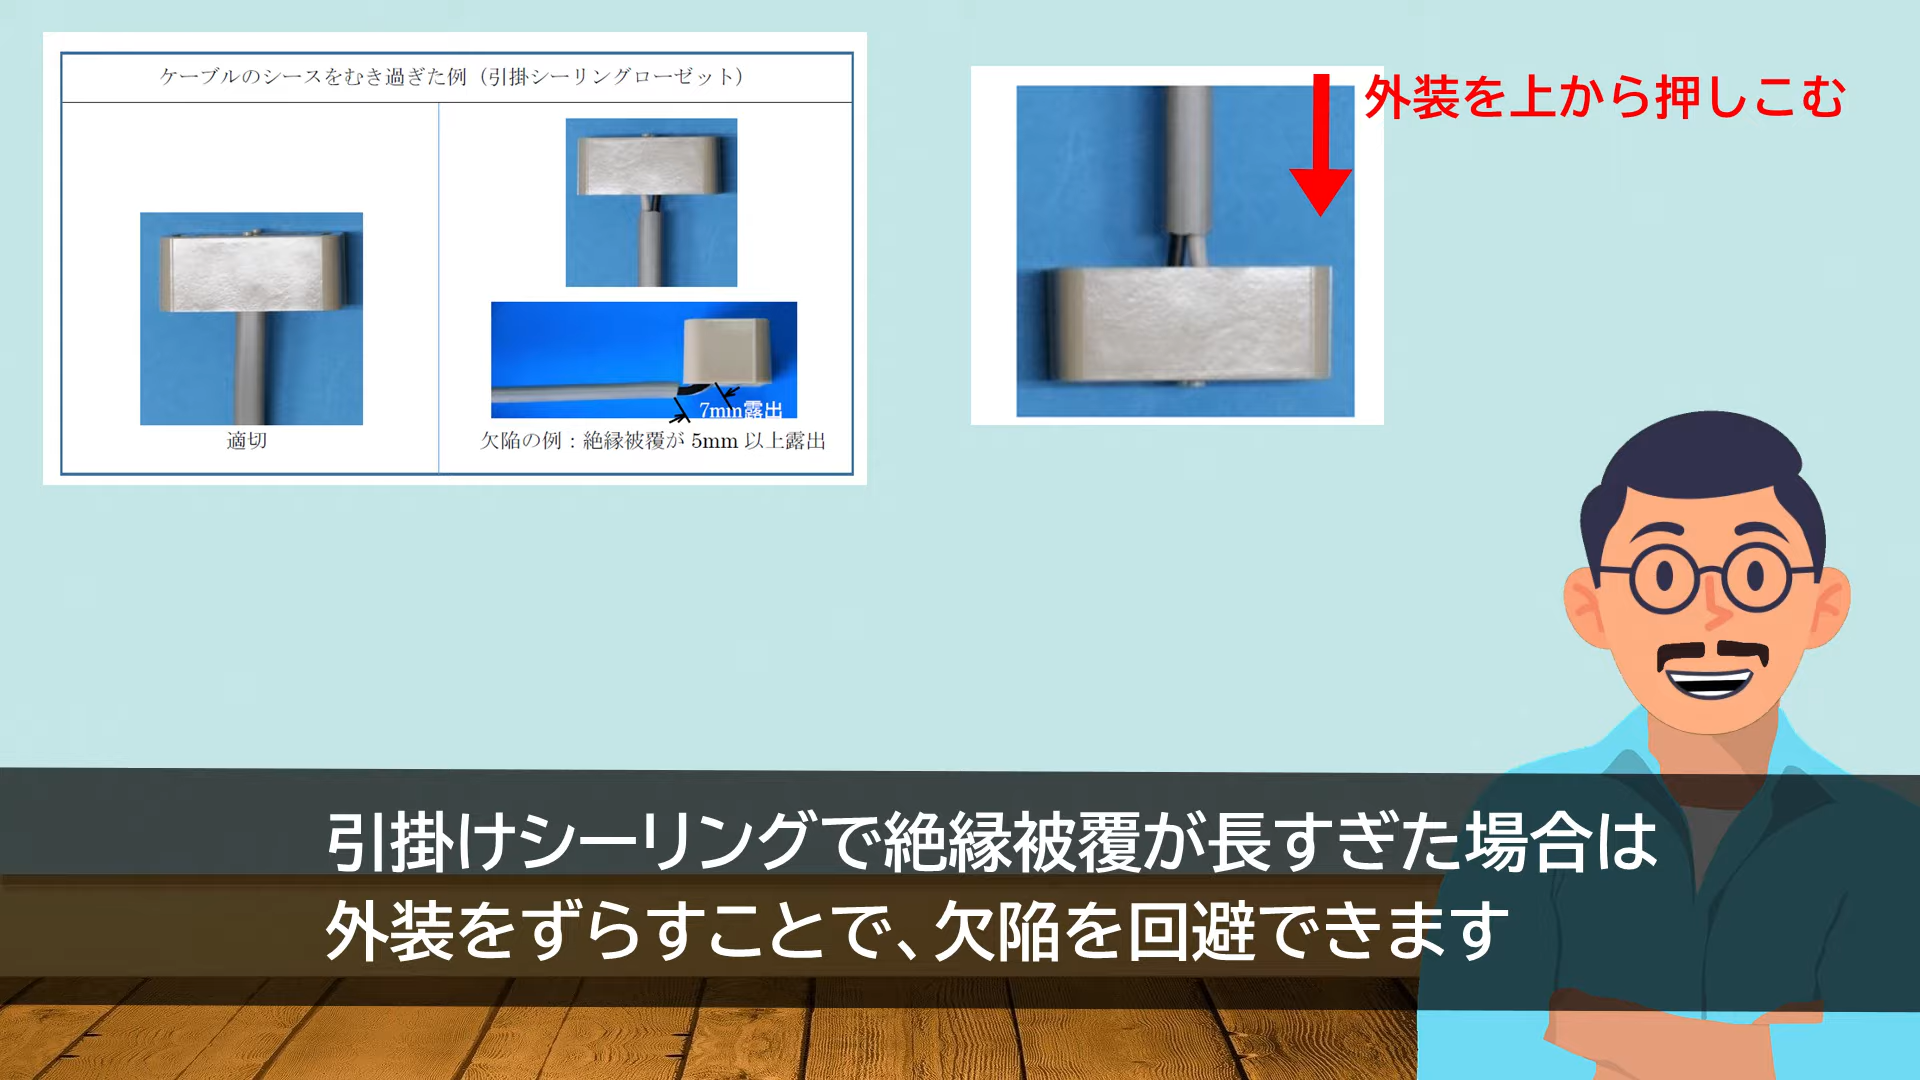 ケーブルのシースをむき過ぎた例（引掛シーリングローゼット）
適切
7mm露出
欠陥の例：絶縁被覆が 5mm 以上露出
外装を上から押しこむ
引掛けシーリングで絶縁被覆が長すぎた場合は
外装をずらすことで、欠陥を回避できます